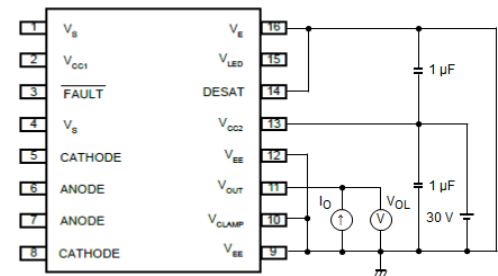 1 V_S V_E 16
2 V_CC1 V_LED 15
3 FAULT DESAT 14
4 V_S V_CC2 13
5 CATHODE V_EE 12
6 ANODE V_OUT 11
7 ANODE V_CLAMP 10
8 CATHODE V_EE 9
1 µF
1 µF
I_O
↑
V_OL
V
30 V